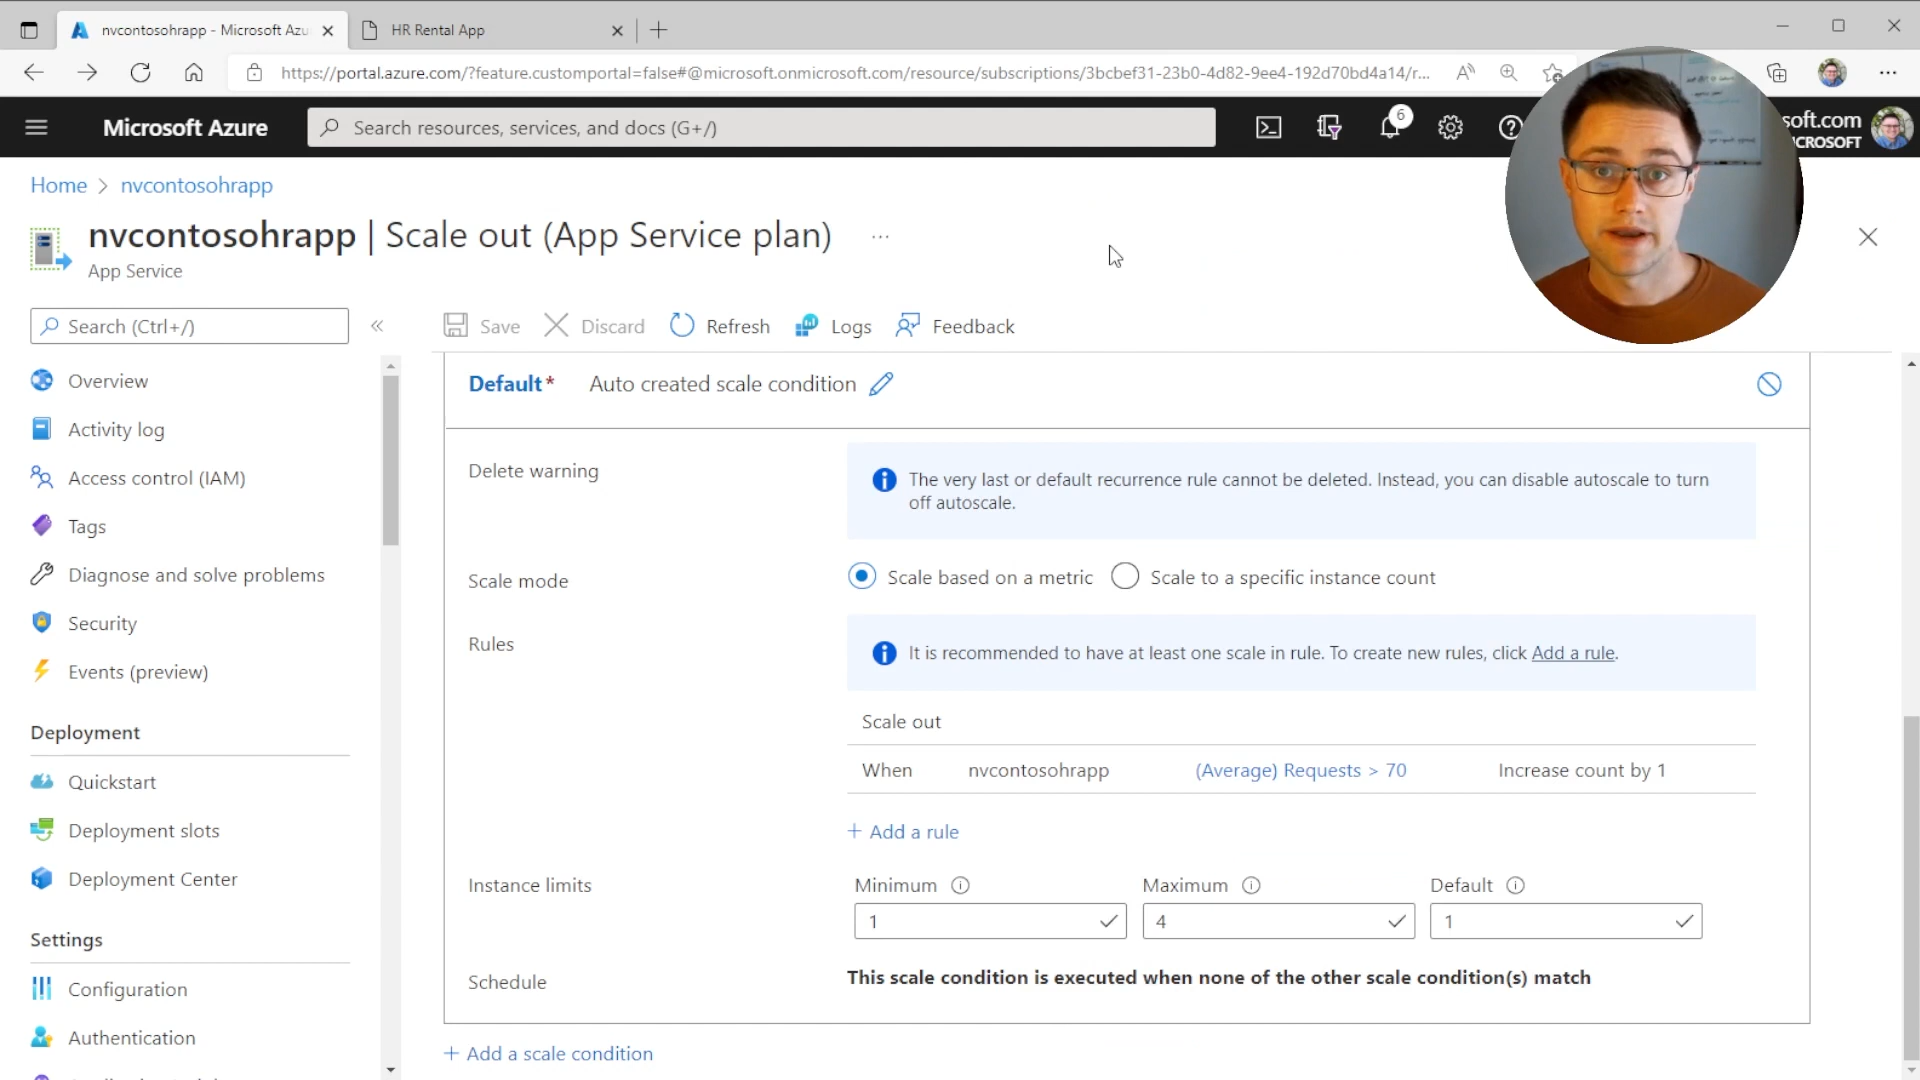 nvcontosohrapp - Microsoft Azu
HR Rental App
https://portal.azure.com/?feature.customportal=false#@microsoft.onmicrosoft.com/resource/subscriptions/3bcbef31-23b0-4d82-9ee4-192d70bd4a14/r...
Microsoft Azure
Search resources, services, and docs (G+/)
6
soft.com
CROSOFT
Home > nvcontosohrapp
nvcontosohrapp | Scale out (App Service plan) ...
App Service
Search (Ctrl+/)
Save
Discard
Refresh
Logs
Feedback
Overview
Activity log
Access control (IAM)
Tags
Diagnose and solve problems
Security
Events (preview)
Deployment
Quickstart
Deployment slots
Deployment Center
Settings
Configuration
Authentication
Default* Auto created scale condition
Delete warning
The very last or default recurrence rule cannot be deleted. Instead, you can disable autoscale to turn
off autoscale.
Scale mode
Scale based on a metric
Scale to a specific instance count
Rules
It is recommended to have at least one scale in rule. To create new rules, click Add a rule.
Scale out
When nvcontosohrapp (Average) Requests > 70 Increase count by 1
+ Add a rule
Instance limits
Minimum
Maximum
Default
1
4
1
Schedule
This scale condition is executed when none of the other scale condition(s) match
+ Add a scale condition